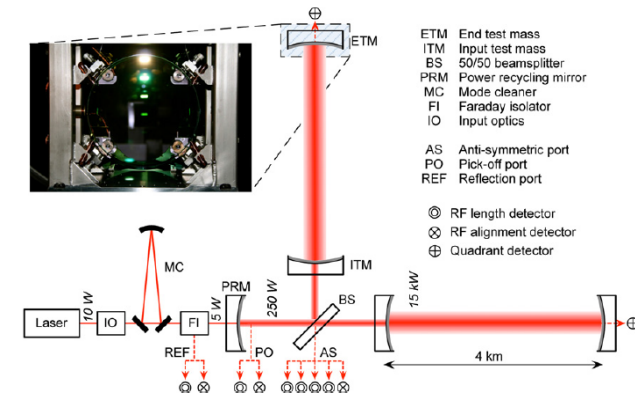 ETM
ETM End test mass
ITM Input test mass
BS 50/50 beamsplitter
PRM Power recycling mirror
MC Mode cleaner
FI Faraday isolator
IO Input optics
AS Anti-symmetric port
PO Pick-off port
REF Reflection port
RF length detector
RF alignment detector
Quadrant detector
ITM
MC
PRM
BS
10 W
5 W
250 W
15 kW
Laser
IO
FI
REF
PO
AS
4 km